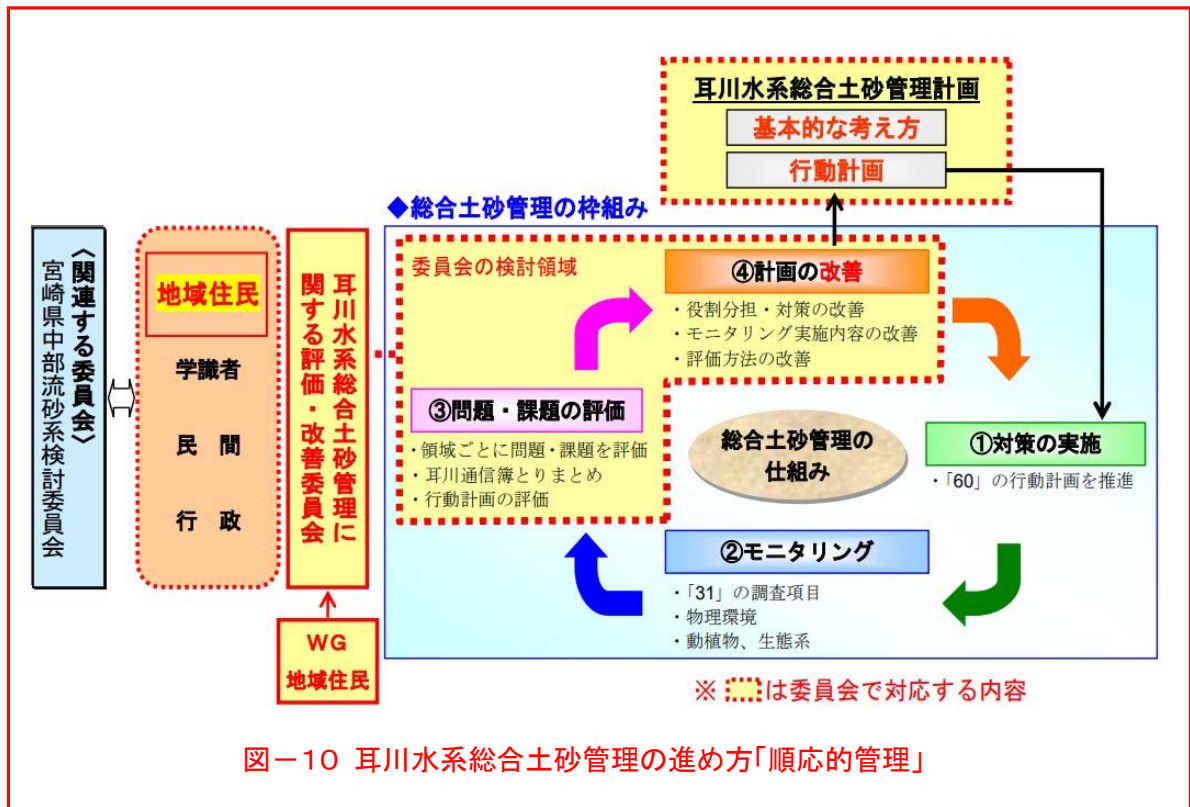 耳川水系総合土砂管理計画
基本的な考え方
行動計画
◆総合土砂管理の枠組み
〈関連する委員会〉
宮崎県中部流砂系検討委員会
地域住民
学識者
民　間
行　政
耳川水系総合土砂管理に
関する評価・改善委員会
WG
地域住民
委員会の検討領域
④計画の改善
・役割分担・対策の改善
・モニタリング実施内容の改善
・評価方法の改善
③問題・課題の評価
・領域ごとに問題・課題を評価
・耳川通信簿とりまとめ
・行動計画の評価
総合土砂管理の
仕組み
①対策の実施
・「60」の行動計画を推進
②モニタリング
・「31」の調査項目
・物理環境
・動植物、生態系
※は委員会で対応する内容
図－10 耳川水系総合土砂管理の進め方「順応的管理」